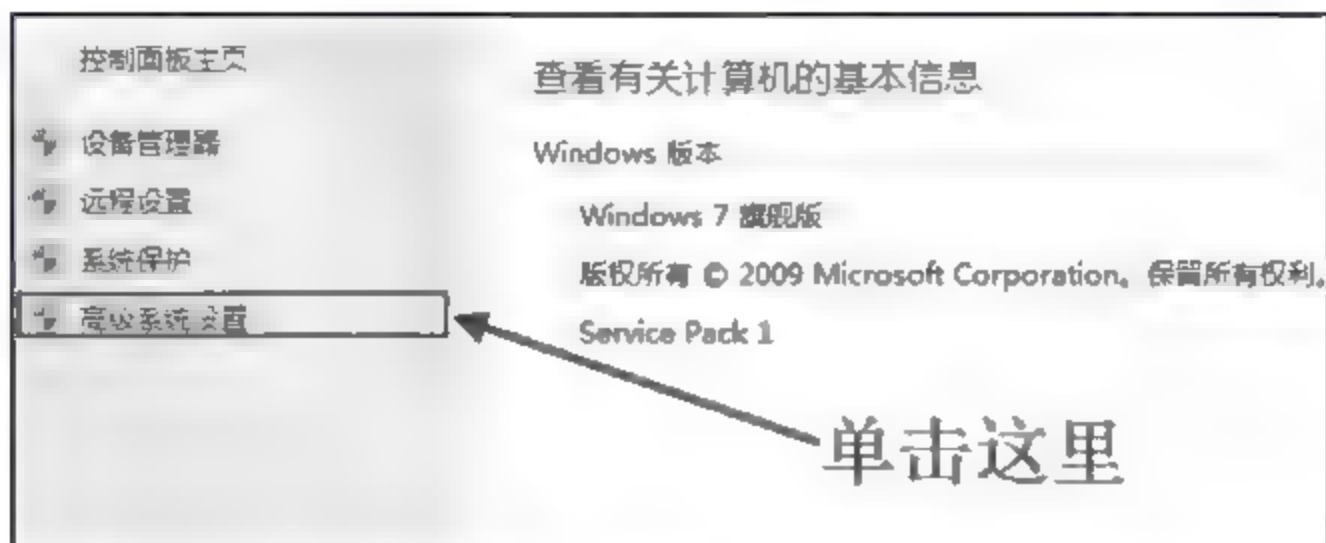 控制面板主页
设备管理器
远程设置
系统保护
高级系统设置
查看有关计算机的基本信息
Windows 版本
Windows 7 旗舰版
版权所有 © 2009 Microsoft Corporation。保留所有权利。
Service Pack 1
单击这里